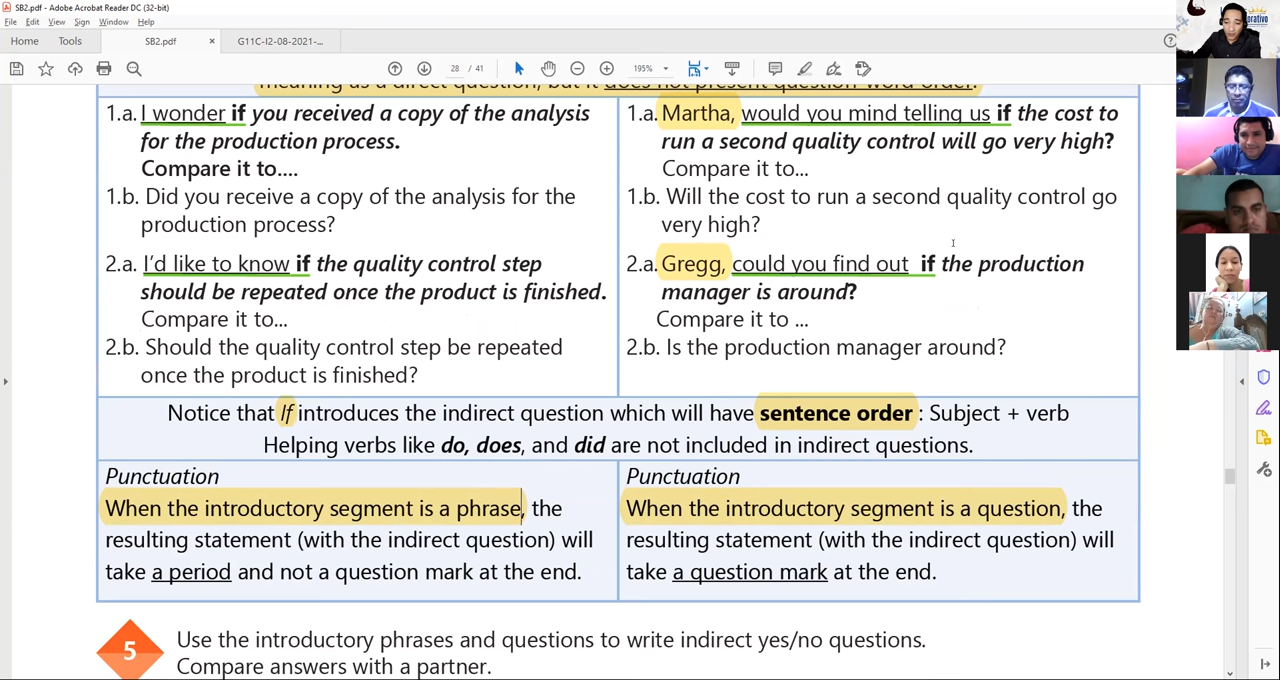 SB2.pdf - Adobe Acrobat Reader DC (32-bit)
File Edit View Sign Window Help
Home Tools SB2.pdf × G11C-I2-08-2021-...
28 / 41 195%
meaning as a direct question, but it does not present question word order.
1.a. I wonder if you received a copy of the analysis
for the production process.
Compare it to....
1.b. Did you receive a copy of the analysis for the
production process?
2.a. I'd like to know if the quality control step
should be repeated once the product is finished.
Compare it to...
2.b. Should the quality control step be repeated
once the product is finished?
1.a. Martha, would you mind telling us if the cost to
run a second quality control will go very high?
Compare it to...
1.b. Will the cost to run a second quality control go
very high?
2.a. Gregg, could you find out if the production
manager is around?
Compare it to ...
2.b. Is the production manager around?
Notice that If introduces the indirect question which will have sentence order : Subject + verb
Helping verbs like do, does, and did are not included in indirect questions.
Punctuation
When the introductory segment is a phrase, the
resulting statement (with the indirect question) will
take a period and not a question mark at the end.
Punctuation
When the introductory segment is a question, the
resulting statement (with the indirect question) will
take a question mark at the end.
5
Use the introductory phrases and questions to write indirect yes/no questions.
Compare answers with a partner.